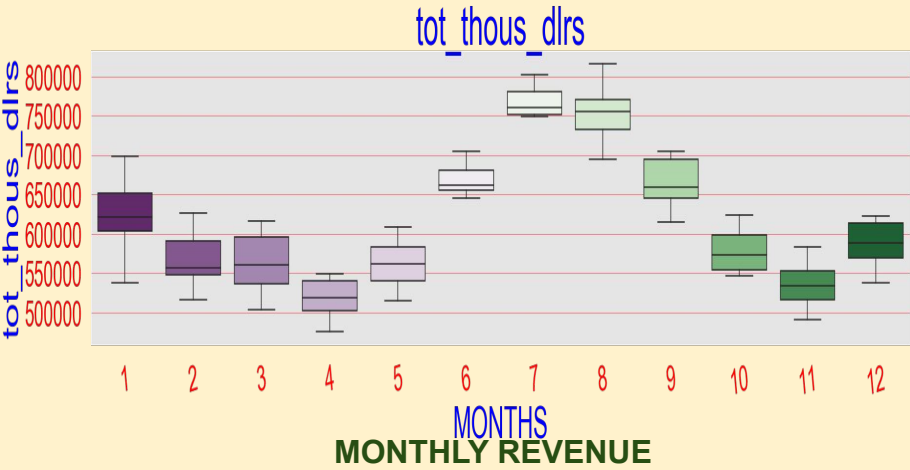 tot_thous_dlrs
tot_thous_dlrs
800000
750000
700000
650000
600000
550000
500000
1 2 3 4 5 6 7 8 9 10 11 12
MONTHS
MONTHLY REVENUE